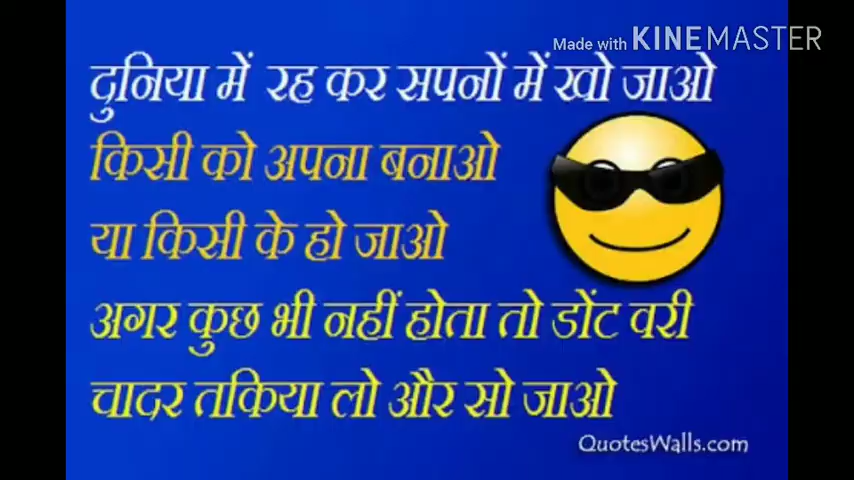 Made with KINEMASTER
दुनिया में रह कर सपनों में खो जाओ
किसी को अपना बनाओ
या किसी के हो जाओ
अगर कुछ भी नहीं होता तो डोंट वरी
चादर तकिया लो और सो जाओ
QuotesWalls.com